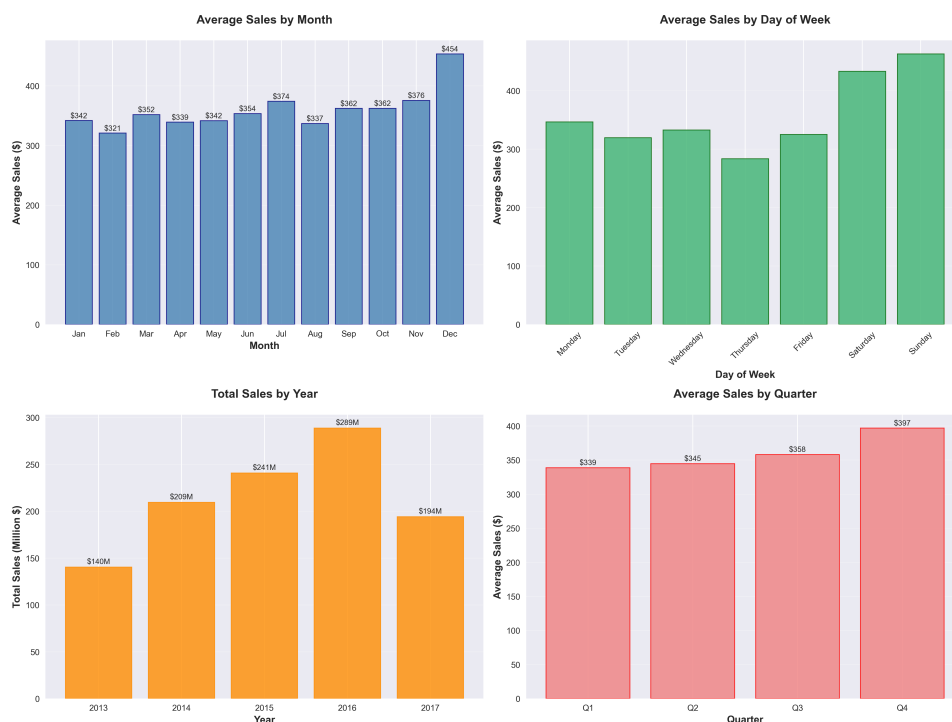 Average Sales by Month
Average Sales ($)
400
300
200
100
0
$342
$321
$352
$339
$342
$354
$374
$337
$362
$362
$376
$454
Jan Feb Mar Apr May Jun Jul Aug Sep Oct Nov Dec
Month
Average Sales by Day of Week
Average Sales ($)
400
300
200
100
0
Monday Tuesday Wednesday Thursday Friday Saturday Sunday
Day of Week
Total Sales by Year
Total Sales (Million $)
300
250
200
150
100
50
0
$140M
$209M
$241M
$289M
$194M
2013 2014 2015 2016 2017
Year
Average Sales by Quarter
Average Sales ($)
400
350
300
250
200
150
100
50
0
$339
$345
$358
$397
Q1 Q2 Q3 Q4
Quarter